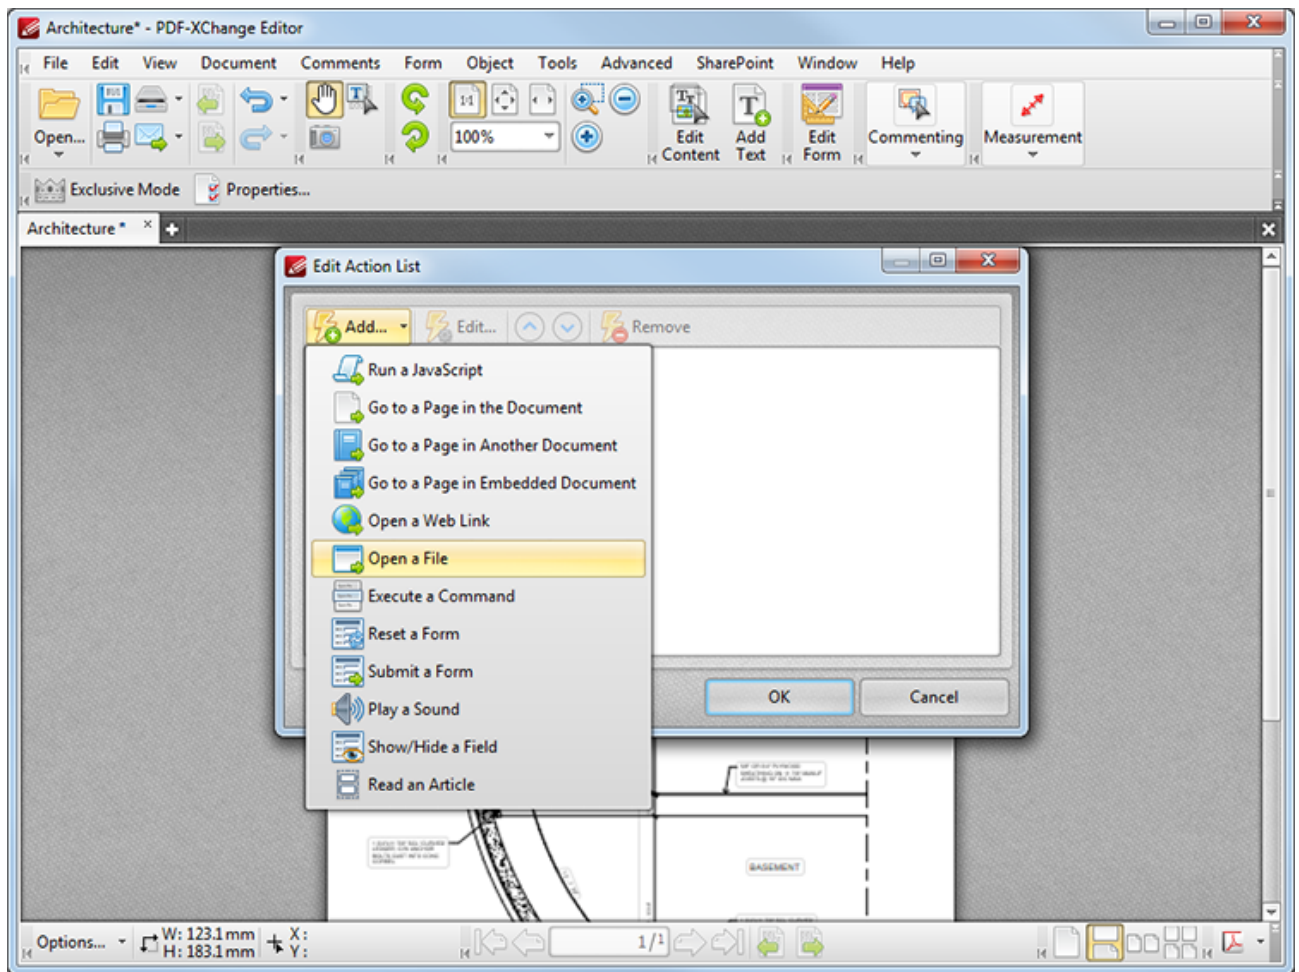 Architecture* - PDF-XChange Editor
File Edit View Document Comments Form Object Tools Advanced SharePoint Window Help
Open...
1:1
100%
Edit Content
Add Text
Edit Form
Commenting
Measurement
Exclusive Mode Properties...
Architecture *
Edit Action List
Add... Edit... Remove
Run a JavaScript
Go to a Page in the Document
Go to a Page in Another Document
Go to a Page in Embedded Document
Open a Web Link
Open a File
Execute a Command
Reset a Form
Submit a Form
Play a Sound
Show/Hide a Field
Read an Article
OK Cancel
BASEMENT
Options... W: 123.1 mm X:
H: 183.1 mm Y:
1/1